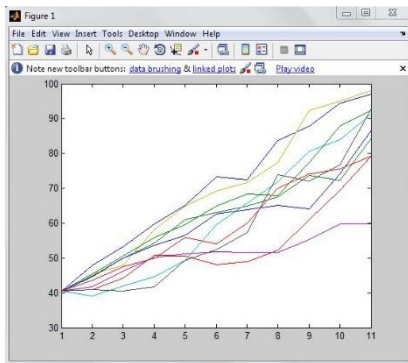 Figure 1
File Edit View Insert Tools Desktop Window Help
Note new toolbar buttons: data brushing & linked plots Play video
100
90
80
70
60
50
40
30
1 2 3 4 5 6 7 8 9 10 11